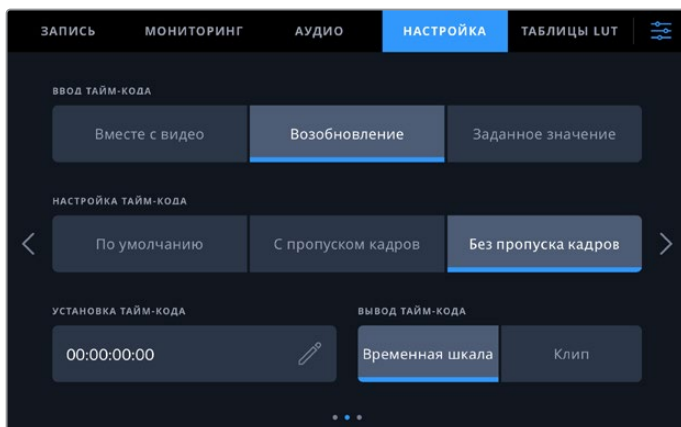 ЗАПИСЬ МОНИТОРИНГ АУДИО НАСТРОЙКА ТАБЛИЦЫ LUT
ВВОД ТАЙМ-КОДА
Вместе с видео Возобновление Заданное значение
НАСТРОЙКА ТАЙМ-КОДА
По умолчанию С пропуском кадров Без пропуска кадров
УСТАНОВКА ТАЙМ-КОДА ВЫВОД ТАЙМ-КОДА
00:00:00:00 Временная шкала Клип